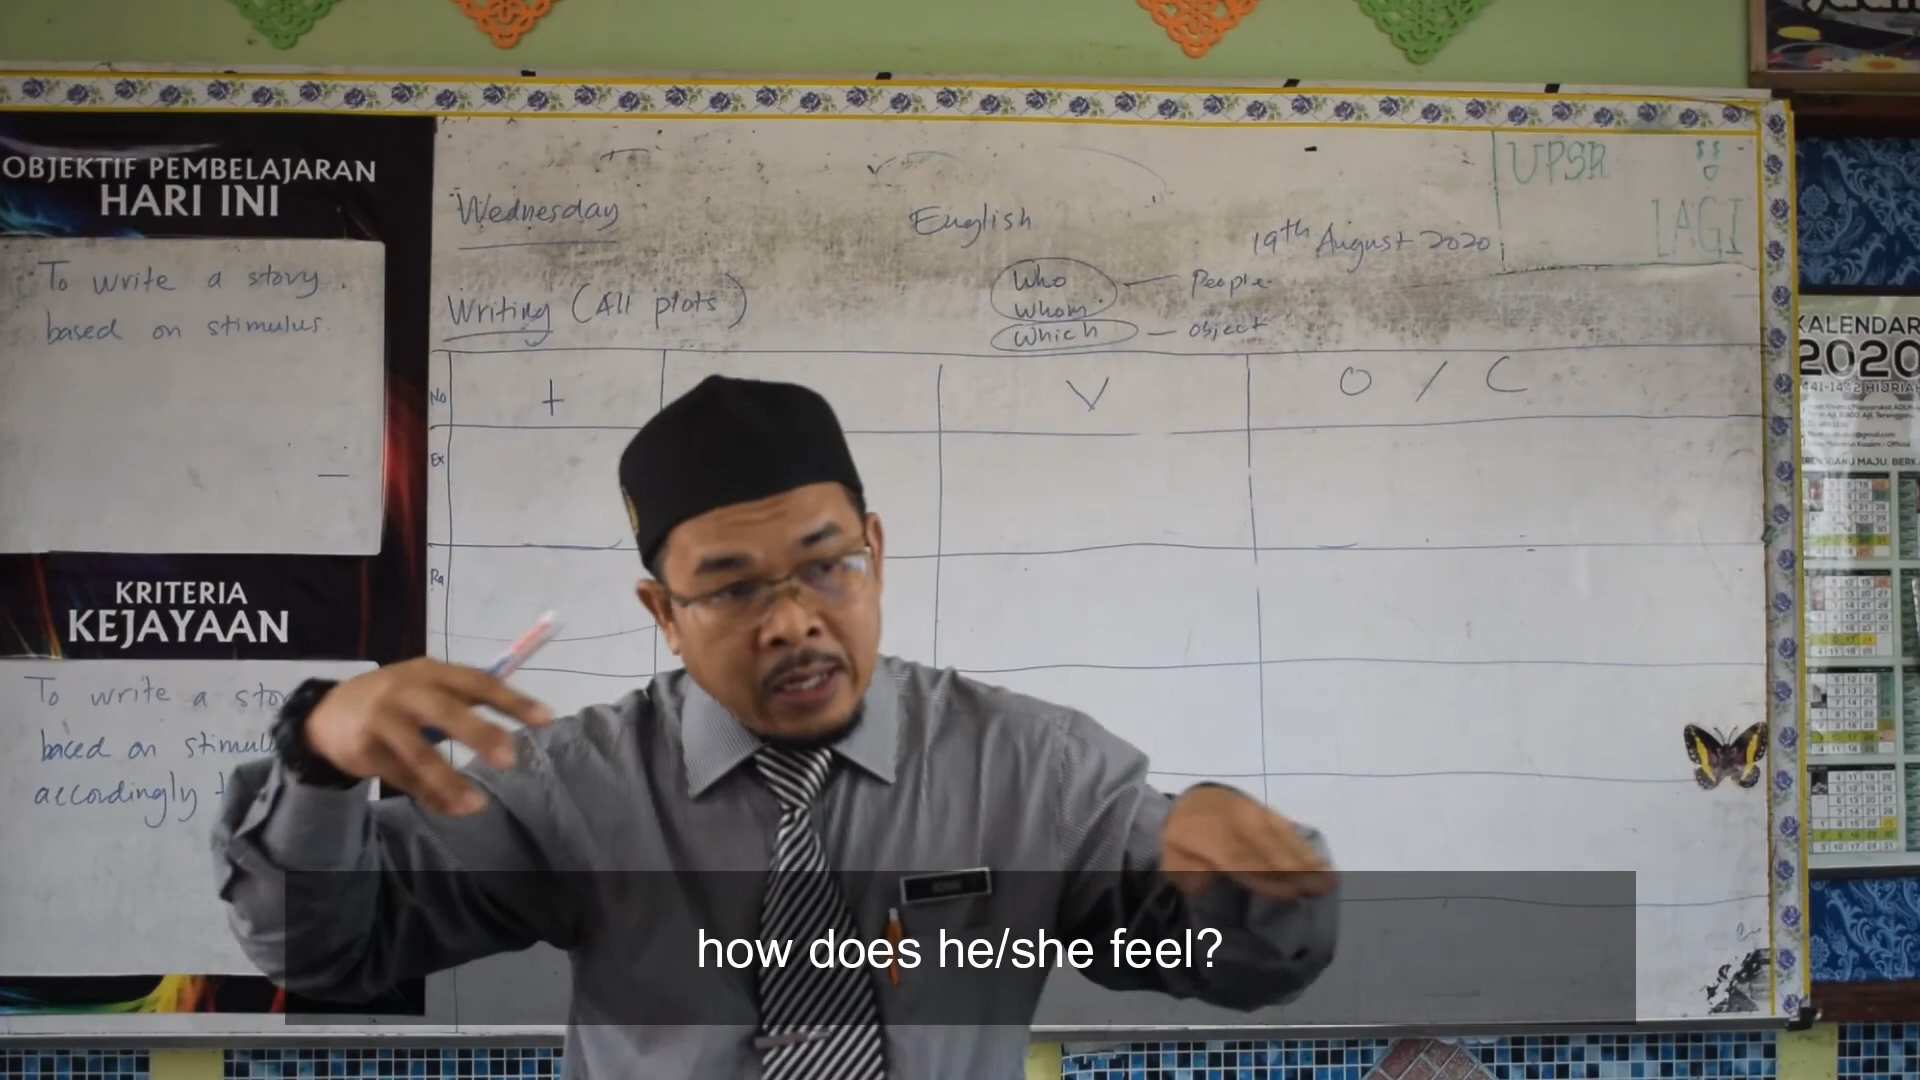 OBJEKTIF PEMBELAJARAN
HARI INI
To write a story
based on stimulus
KRITERIA
KEJAYAAN
To write a sto
based on stimul
accordingly t
Wednesday
English
19th August 2020
UPSR
LAGI
Writing (All plots)
Who
Whom
Which
People
object
No
+
V
O / C
Ex
KALENDAR
2020
how does he/she feel?